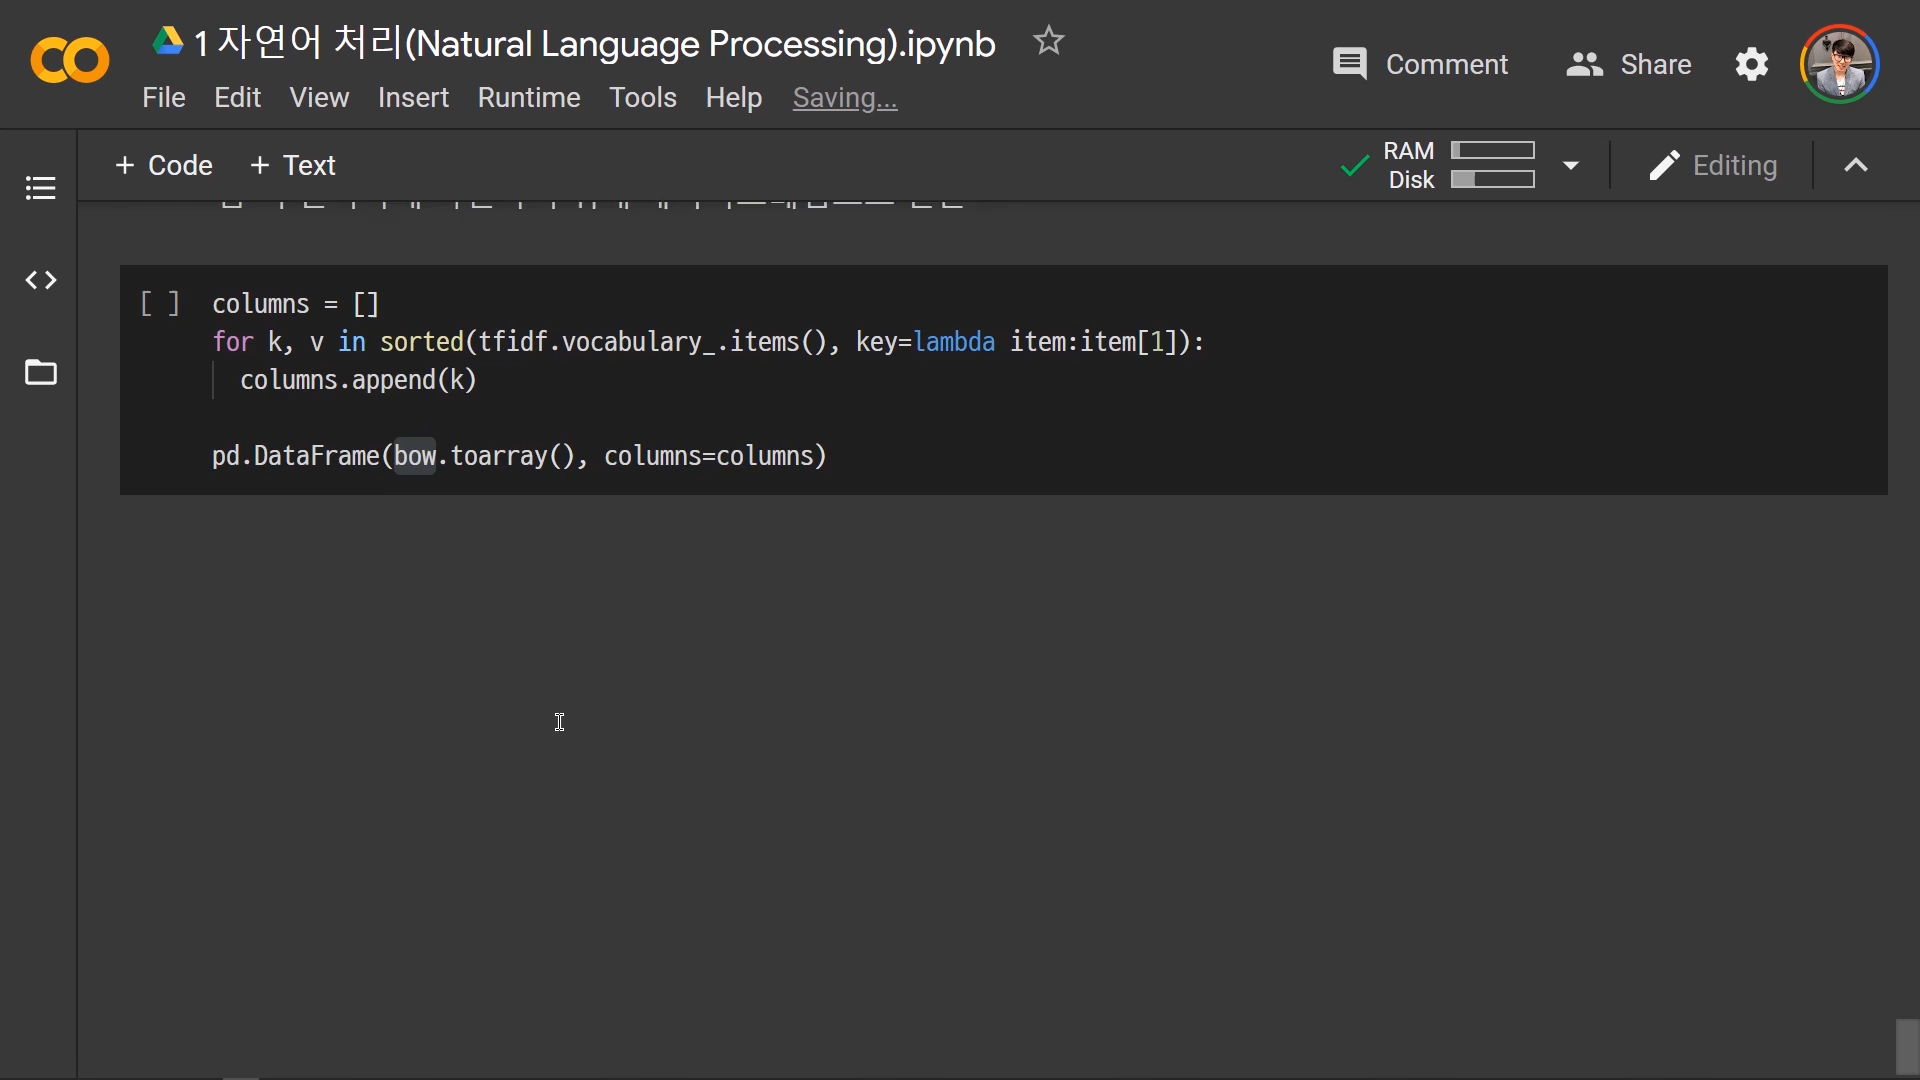 1 자연어 처리(Natural Language Processing).ipynb
Comment
Share
File Edit View Insert Runtime Tools Help Saving...
+ Code + Text
RAM
Disk
Editing
[ ] columns = []
for k, v in sorted(tfidf.vocabulary_.items(), key=lambda item:item[1]):
columns.append(k)
pd.DataFrame(bow.toarray(), columns=columns)